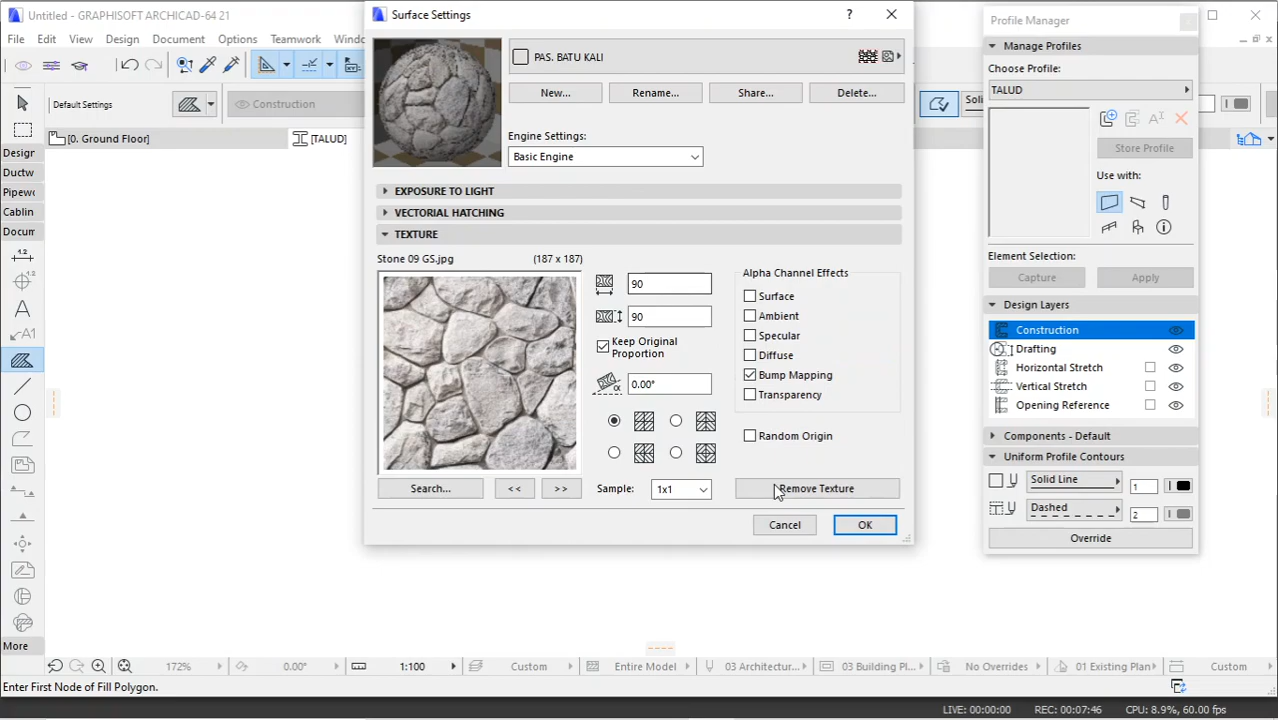 Untitled - GRAPHISOFT ARCHICAD-64 21
File Edit View Design Document Options Teamwork Windo
Default Settings
Construction
[0. Ground Floor]
[TALUD]
Design
Ductw
Pipew
Cablin
Docum
1.2
A
A1
More
Surface Settings
?
PAS. BATU KALI
New...
Rename...
Share...
Delete...
Engine Settings:
Basic Engine
EXPOSURE TO LIGHT
VECTORIAL HATCHING
TEXTURE
Stone 09 GS.jpg (187 x 187)
90
90
Keep Original
Proportion
0.00°
Alpha Channel Effects
Surface
Ambient
Specular
Diffuse
Bump Mapping
Transparency
Random Origin
Search...
<<
>>
Sample:
1x1
Remove Texture
Cancel
OK
Soli
Profile Manager
Manage Profiles
Choose Profile:
TALUD
Store Profile
Use with:
Element Selection:
Capture
Apply
Design Layers
Construction
Drafting
Horizontal Stretch
Vertical Stretch
Opening Reference
Components - Default
Uniform Profile Contours
Solid Line
1
Dashed
2
Override
172%
0.00°
1:100
Custom
Entire Model
03 Architectur...
03 Building Pl...
No Overrides
01 Existing Plan
Custom
Enter First Node of Fill Polygon.
LIVE: 00:00:00
REC: 00:07:46
CPU: 8.9%, 60.00 fps